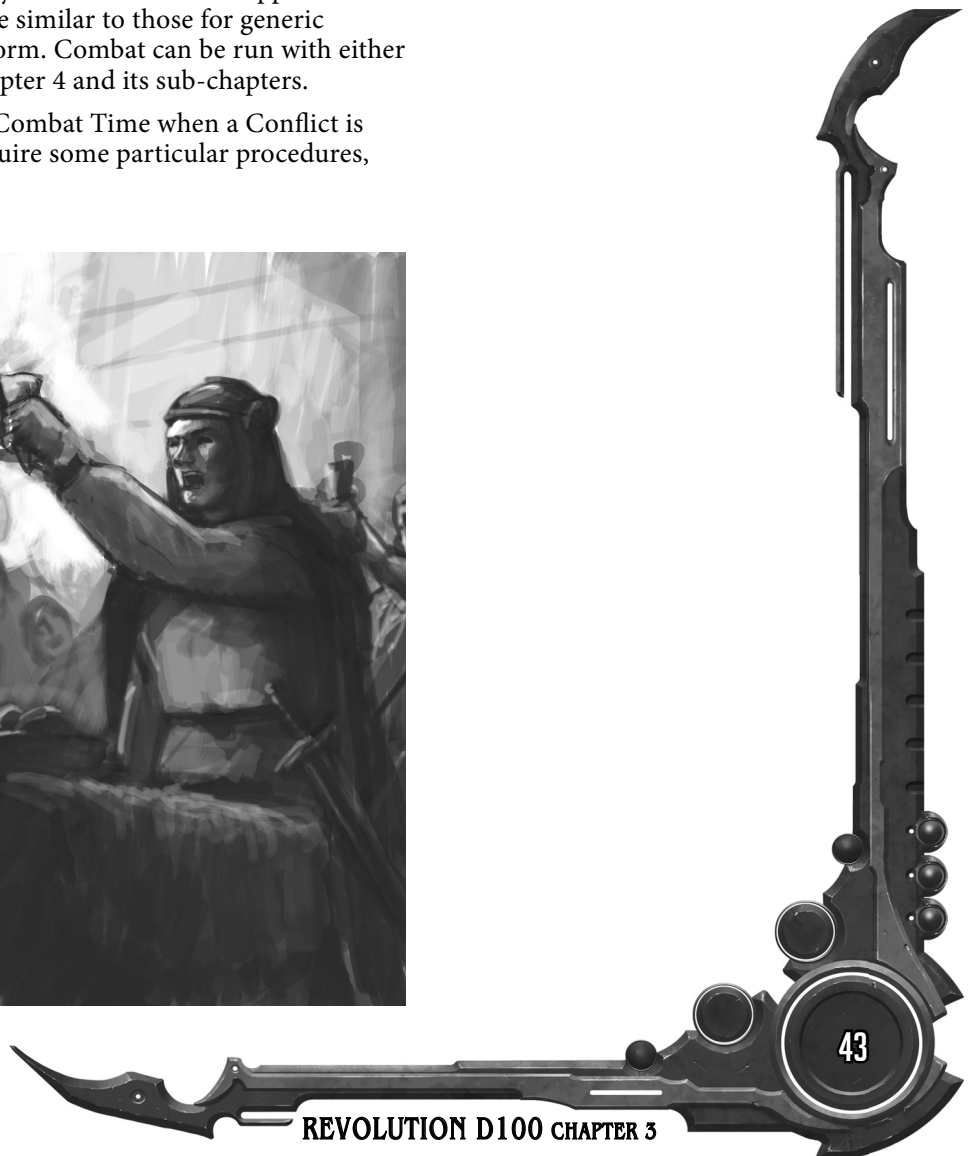 e similar to those for generic
orm. Combat can be run with either
pter 4 and its sub-chapters.
Combat Time when a Conflict is
uire some particular procedures,
43
REVOLUTION D100 CHAPTER 3